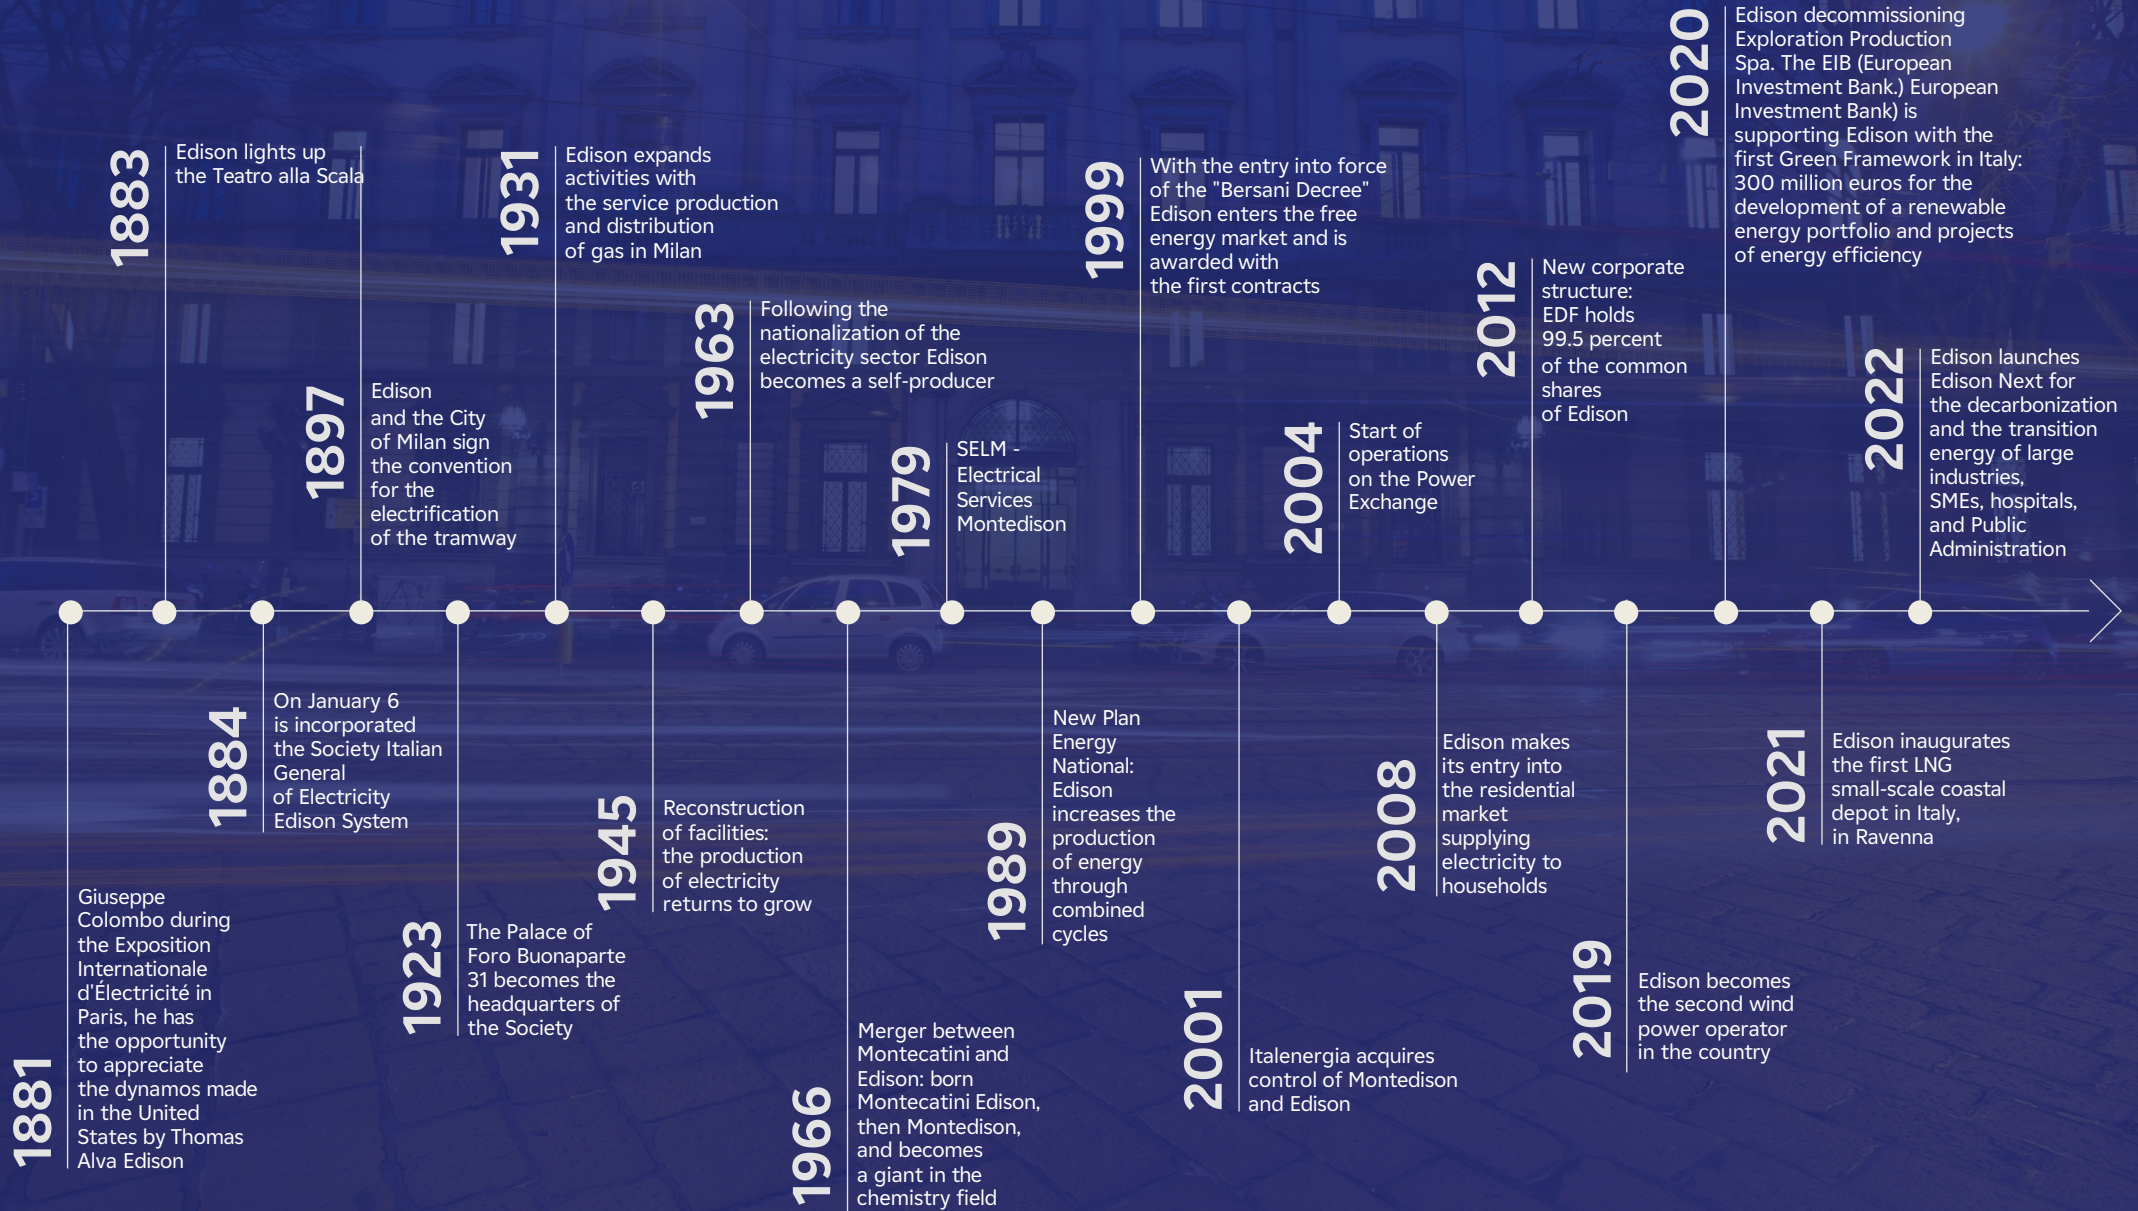 1881
Giuseppe
Colombo during
the Exposition
Internationale
d'Électricité in
Paris, he has
the opportunity
to appreciate
the dynamos made
in the United
States by Thomas
Alva Edison
1883
Edison lights up
the Teatro alla Scala
1884
On January 6
is incorporated
the Society Italian
General
of Electricity
Edison System
1897
Edison
and the City
of Milan sign
the convention
for the
electrification
of the tramway
1923
The Palace of
Foro Buonaparte
31 becomes the
headquarters of
the Society
1931
Edison expands
activities with
the service production
and distribution
of gas in Milan
1945
Reconstruction
of facilities:
the production
of electricity
returns to grow
1963
Following the
nationalization of the
electricity sector Edison
becomes a self-producer
1966
Merger between
Montecatini and
Edison: born
Montecatini Edison,
then Montedison,
and becomes
a giant in the
chemistry field
1979
SELM -
Electrical
Services
Montedison
1989
New Plan
Energy
National:
Edison
increases the
production
of energy
through
combined
cycles
1999
With the entry into force
of the "Bersani Decree"
Edison enters the free
energy market and is
awarded with
the first contracts
2001
Italenergia acquires
control of Montedison
and Edison
2004
Start of
operations
on the Power
Exchange
2008
Edison makes
its entry into
the residential
market
supplying
electricity to
households
2012
New corporate
structure:
EDF holds
99.5 percent
of the common
shares
of Edison
2019
Edison becomes
the second wind
power operator
in the country
2020
Edison decommissioning
Exploration Production
Spa. The EIB (European
Investment Bank.) European
Investment Bank) is
supporting Edison with the
first Green Framework in Italy:
300 million euros for the
development of a renewable
energy portfolio and projects
of energy efficiency
2021
Edison inaugurates
the first LNG
small-scale coastal
depot in Italy,
in Ravenna
2022
Edison launches
Edison Next for
the decarbonization
and the transition
energy of large
industries,
SMEs, hospitals,
and Public
Administration